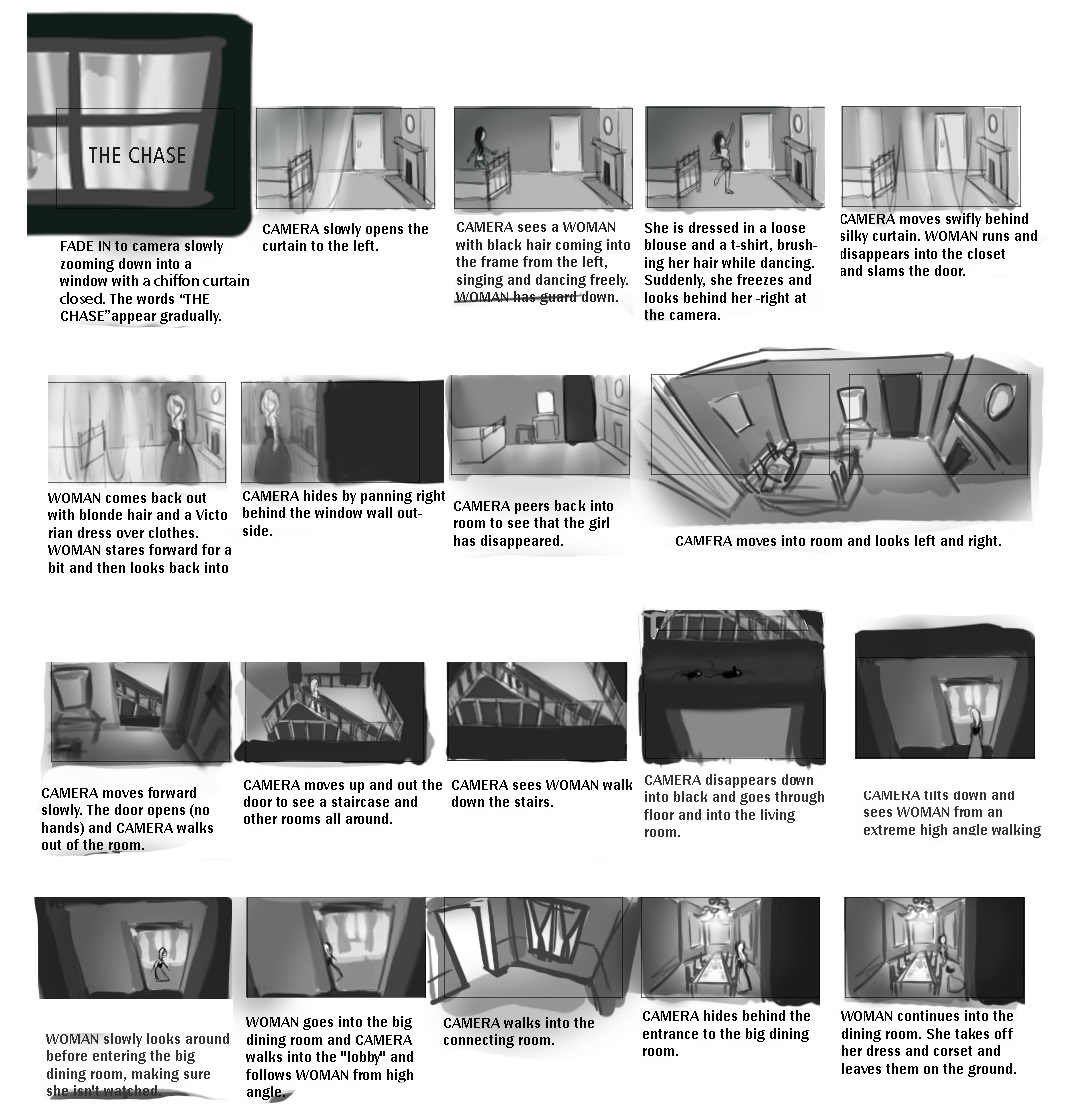 THE CHASE
FADE IN to camera slowly
zooming down into a
window with a chiffon curtain
closed. The words “THE
CHASE”appear gradually.
CAMERA slowly opens the
curtain to the left.
CAMERA sees a WOMAN
with black hair coming into
the frame from the left,
singing and dancing freely.
WOMAN has guard down.
She is dressed in a loose
blouse and a t-shirt, brush-
ing her hair while dancing.
Suddenly, she freezes and
looks behind her -right at
the camera.
CAMERA moves swifly behind
silky curtain. WOMAN runs and
disappears into the closet
and slams the door.
WOMAN comes back out
with blonde hair and a Victo
rian dress over clothes.
WOMAN stares forward for a
bit and then looks back into
CAMERA hides by panning right
behind the window wall out-
side.
CAMERA peers back into
room to see that the girl
has disappeared.
CAMERA moves into room and looks left and right.
CAMERA moves forward
slowly. The door opens (no
hands) and CAMERA walks
out of the room.
CAMERA moves up and out the
door to see a staircase and
other rooms all around.
CAMERA sees WOMAN walk
down the stairs.
CAMERA disappears down
into black and goes through
floor and into the living
room.
CAMERA tilts down and
sees WOMAN from an
extreme high angle walking
WOMAN slowly looks around
before entering the big
dining room, making sure
she isn't watched.
WOMAN goes into the big
dining room and CAMERA
walks into the "lobby" and
follows WOMAN from high
angle.
CAMERA walks into the
connecting room.
CAMERA hides behind the
entrance to the big dining
room.
WOMAN continues into the
dining room. She takes off
her dress and corset and
leaves them on the ground.